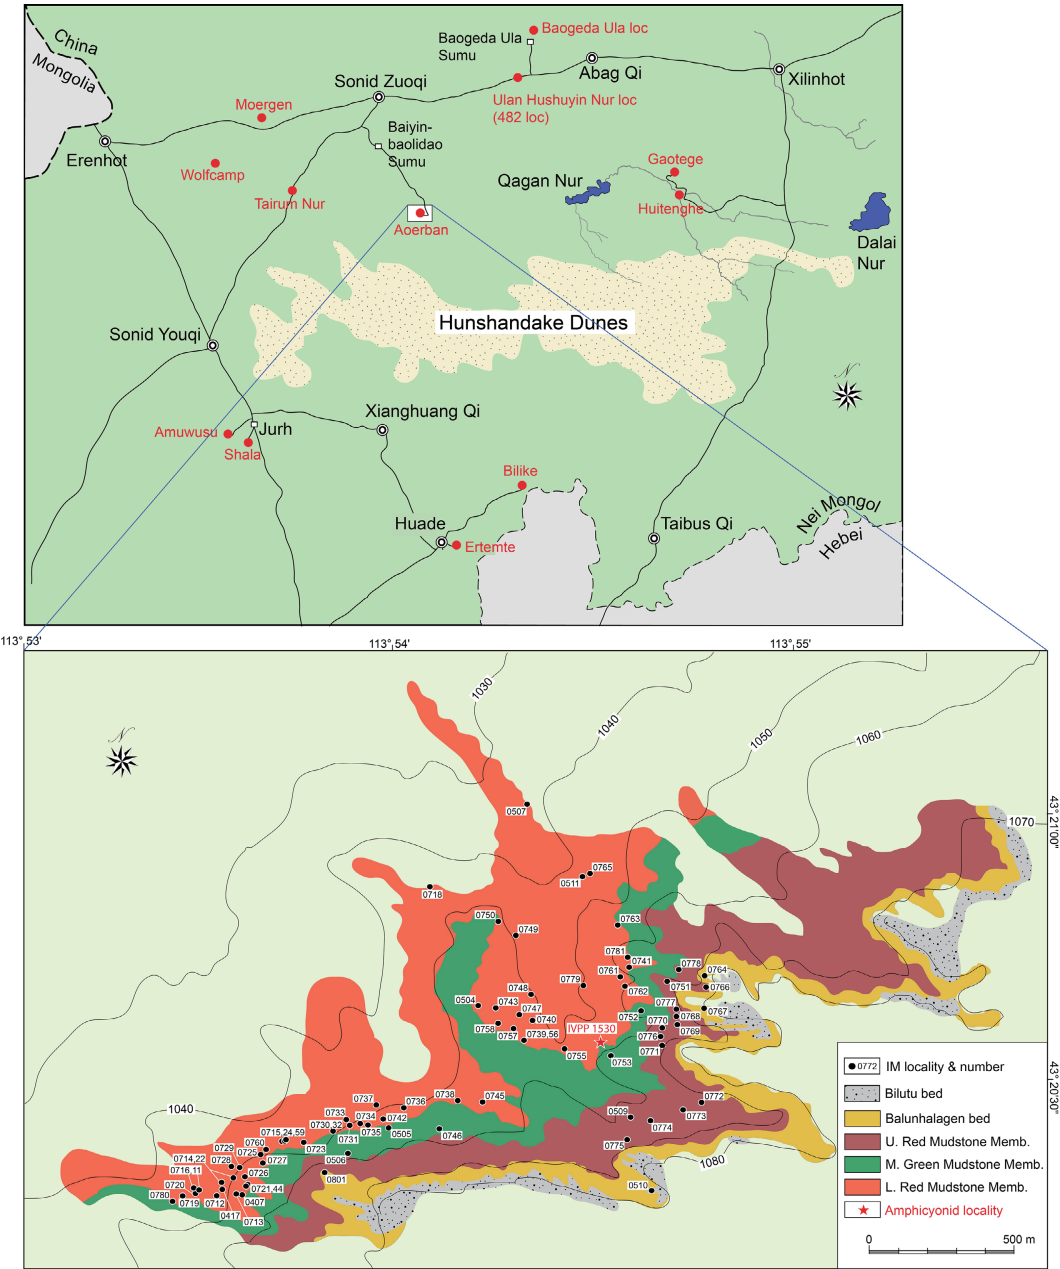 China
Mongolia
Baogeda Ula
Sumu
Baogeda Ula loc
Abag Qi
Xilinhot
Sonid Zuoqi
Ulan Hushuyin Nur loc
(482 loc)
Moergen
Erenhot
Baiyin-
baolidao
Sumu
Wolfcamp
Tairum Nur
Qagan Nur
Gaotege
Huitenghe
Aoerban
Dalai
Nur
Hunshandake Dunes
Sonid Youqi
N
Xianghuang Qi
Amuwusu
Jurh
Shala
Bilike
Huade
Ertemte
Taibus Qi
Nei Mongol
Hebei
113°53'
113°54'
113°55'
N
1030
1040
1050
1060
1070
43°21'00"
43°20'30"
0507
0765
0511
0718
0750
0749
0763
0781
0741
0761
0762
0779
0778
0764
0751
0766
0748
0504
0743
0747
0740
0758
0757
0739,56
0755
IVPP 1530
0752
0753
0777
0767
0770
0768
0776
0769
0771
0772
0773
0509
0774
0775
0510
1080
1040
0737
0736
0738
0745
0733
0734
0742
0730,32
0735
0505
0731
0746
0715,24,59
0760
0723
0729
0725
0506
0714,22
0728
0727
0716,11
0726
0801
0720
0721,44
0780
0719
0712
0407
0417
0713
0772
IM locality & number
Bilutu bed
Balunhalagen bed
U. Red Mudstone Memb.
M. Green Mudstone Memb.
L. Red Mudstone Memb.
Amphicyonid locality
0
500 m